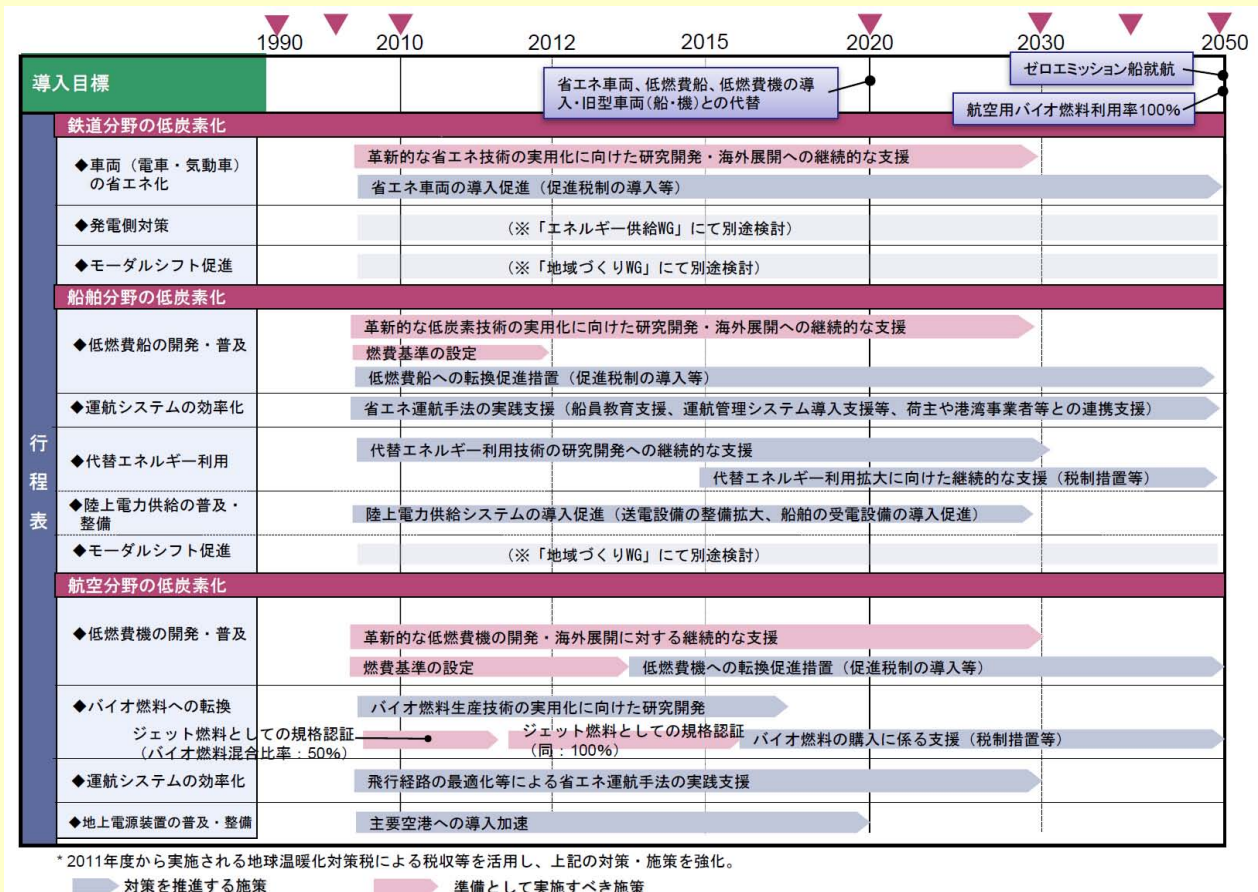 1990 2010 2012 2015 2020 2030 2050
導入目標
省エネ車両、低燃費船、低燃費機の導
入・旧型車両(船・機)との代替
ゼロエミッション船就航
航空用バイオ燃料利用率100%
行程表
鉄道分野の低炭素化
◆車両（電車・気動車）
の省エネ化
革新的な省エネ技術の実用化に向けた研究開発・海外展開への継続的な支援
省エネ車両の導入促進（促進税制の導入等）
◆発電側対策
（※「エネルギー供給WG」にて別途検討）
◆モーダルシフト促進
（※「地域づくりWG」にて別途検討）
船舶分野の低炭素化
◆低燃費船の開発・普及
革新的な低炭素技術の実用化に向けた研究開発・海外展開への継続的な支援
燃費基準の設定
低燃費船への転換促進措置（促進税制の導入等）
◆運航システムの効率化
省エネ運航手法の実践支援（船員教育支援、運航管理システム導入支援等、荷主や港湾事業者等との連携支援）
◆代替エネルギー利用
代替エネルギー利用技術の研究開発への継続的な支援
代替エネルギー利用拡大に向けた継続的な支援（税制措置等）
◆陸上電力供給の普及・
整備
陸上電力供給システムの導入促進（送電設備の整備拡大、船舶の受電設備の導入促進）
◆モーダルシフト促進
（※「地域づくりWG」にて別途検討）
航空分野の低炭素化
◆低燃費機の開発・普及
革新的な低燃費機の開発・海外展開に対する継続的な支援
燃費基準の設定
低燃費機への転換促進措置（促進税制の導入等）
◆バイオ燃料への転換
バイオ燃料生産技術の実用化に向けた研究開発
ジェット燃料としての規格認証
（バイオ燃料混合比率：50%）
ジェット燃料としての規格認証
（同：100%）
バイオ燃料の購入に係る支援（税制措置等）
◆運航システムの効率化
飛行経路の最適化等による省エネ運航手法の実践支援
◆地上電源装置の普及・整備
主要空港への導入加速
* 2011年度から実施される地球温暖化対策税による税収等を活用し、上記の対策・施策を強化。
対策を推進する施策
準備として実施すべき施策